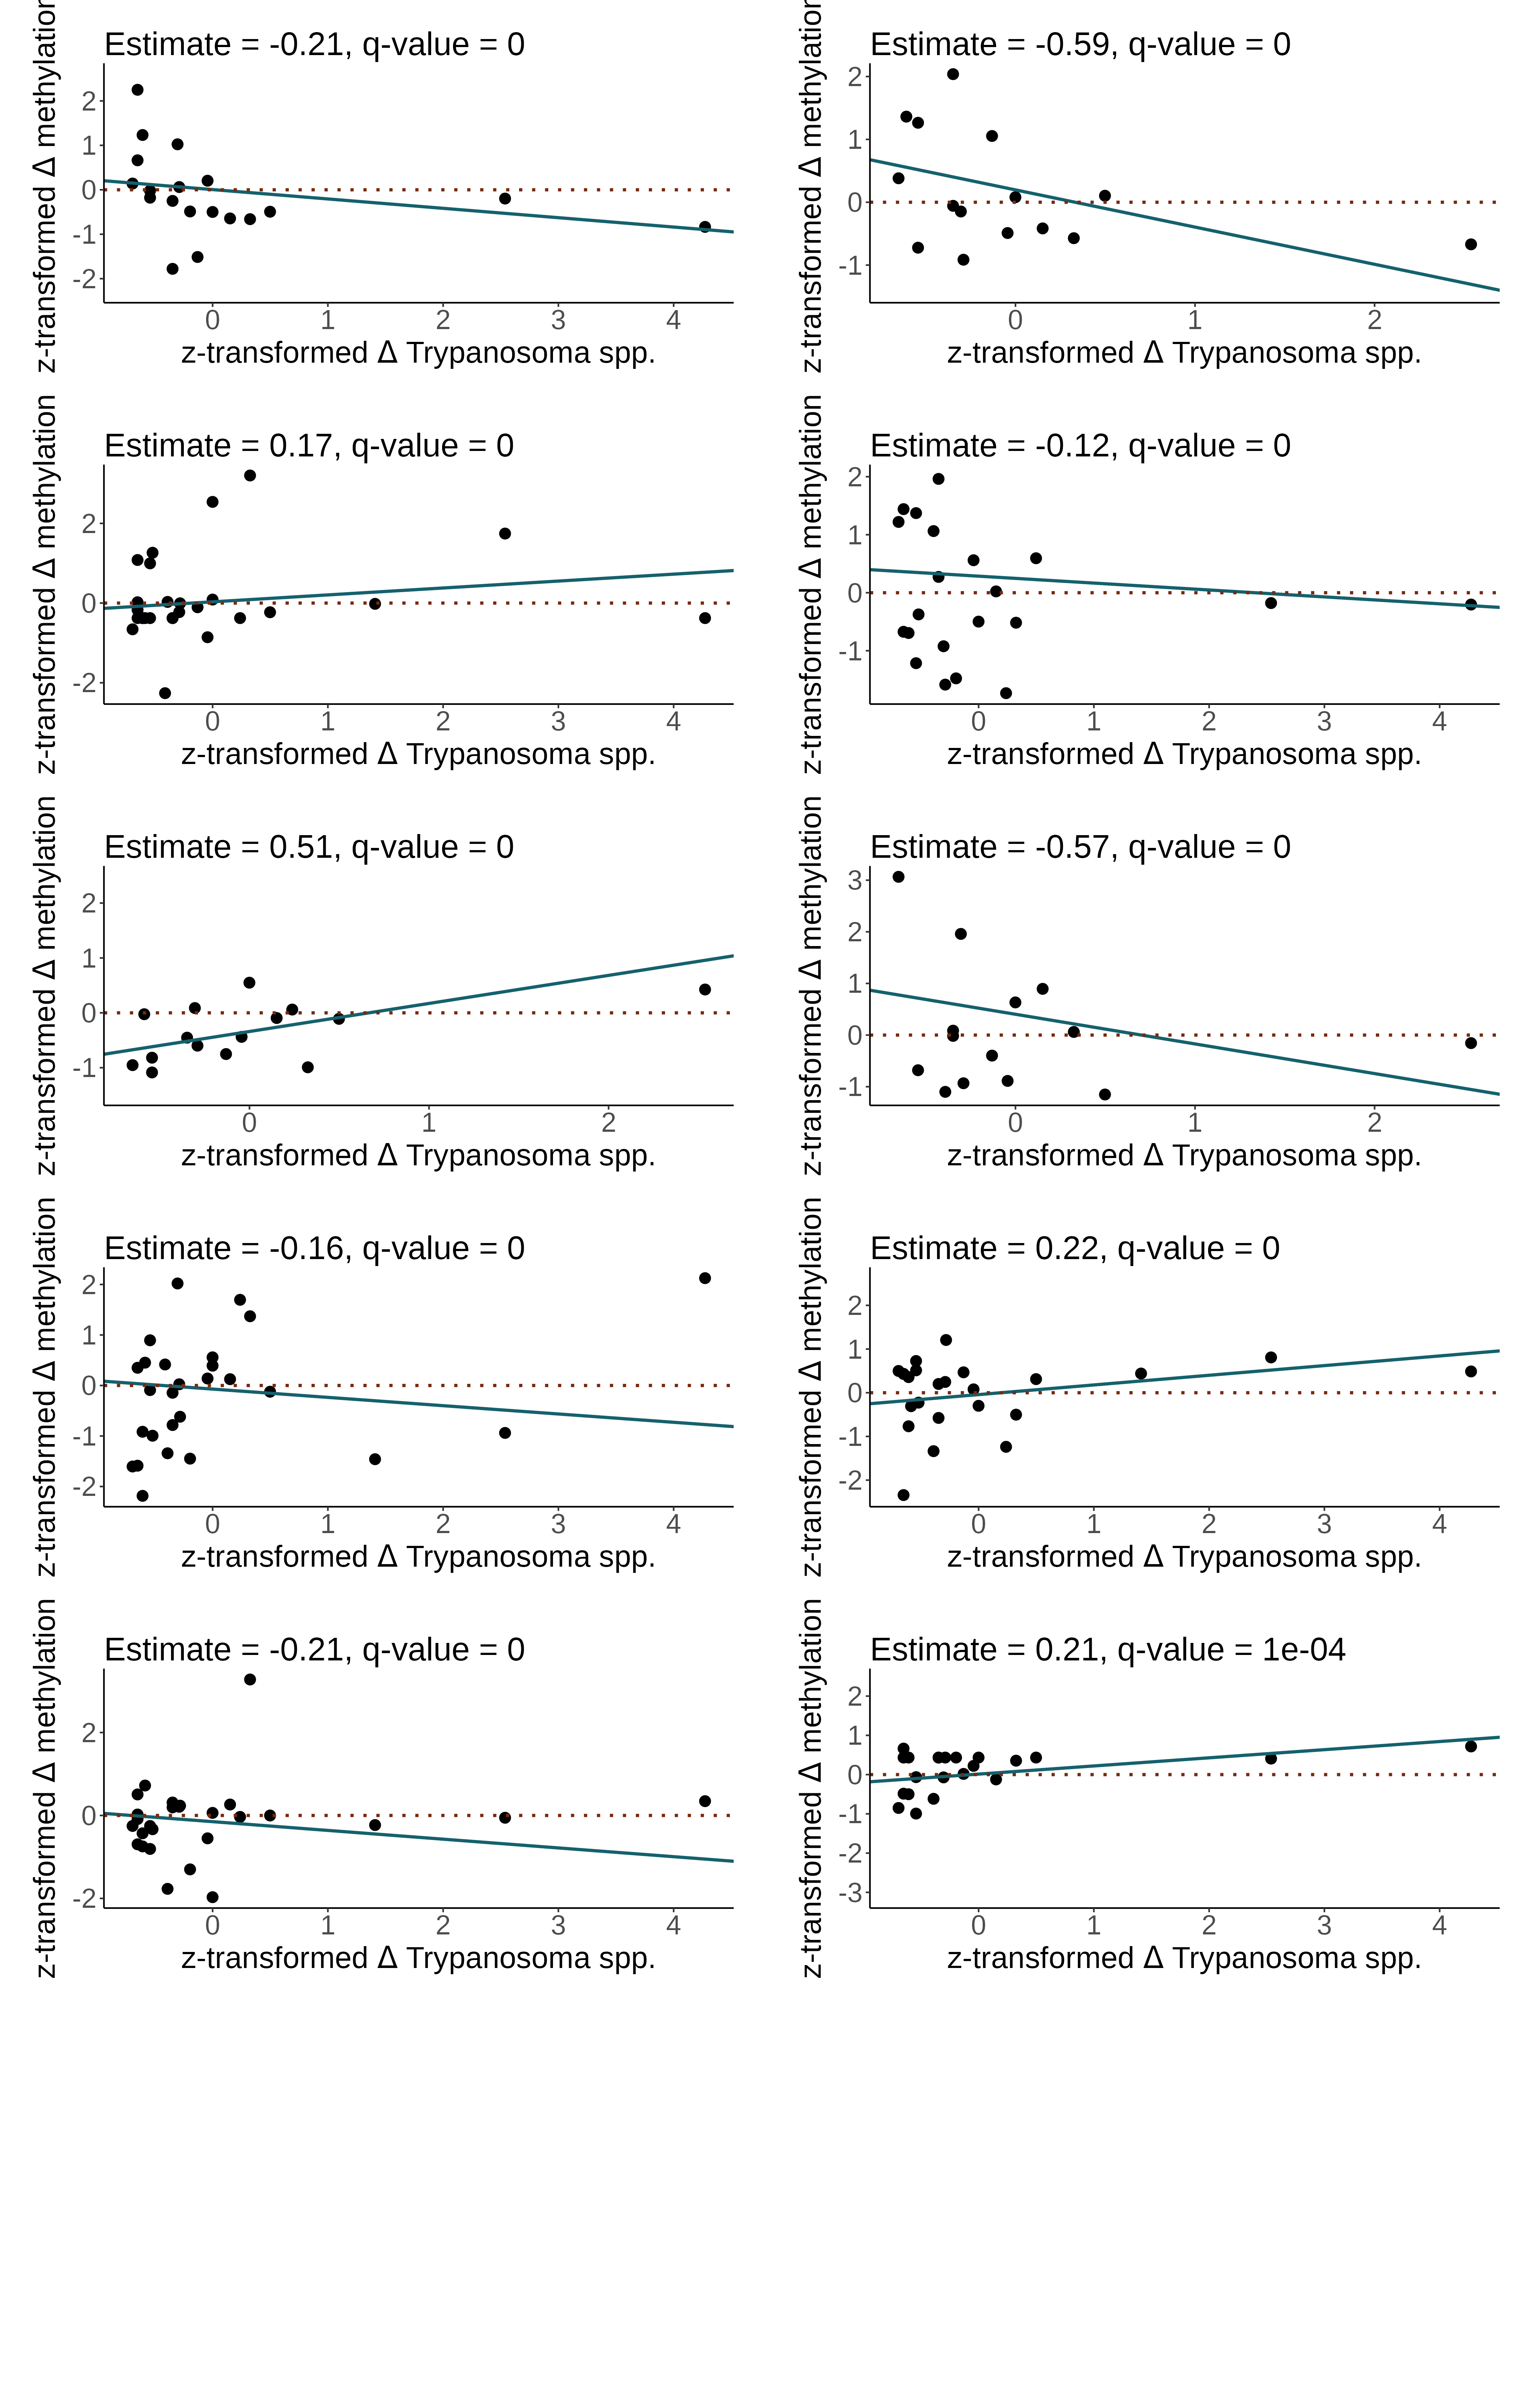 Estimate = -0.21, q-value = 0
z-transformed Δ methylation
2
1
0
-1
-2
0 1 2 3 4
z-transformed Δ Trypanosoma spp.
Estimate = -0.59, q-value = 0
z-transformed Δ methylation
2
1
0
-1
0 1 2
z-transformed Δ Trypanosoma spp.
Estimate = 0.17, q-value = 0
z-transformed Δ methylation
2
0
-2
0 1 2 3 4
z-transformed Δ Trypanosoma spp.
Estimate = -0.12, q-value = 0
z-transformed Δ methylation
2
1
0
-1
0 1 2 3 4
z-transformed Δ Trypanosoma spp.
Estimate = 0.51, q-value = 0
z-transformed Δ methylation
2
1
0
-1
0 1 2
z-transformed Δ Trypanosoma spp.
Estimate = -0.57, q-value = 0
z-transformed Δ methylation
3
2
1
0
-1
0 1 2
z-transformed Δ Trypanosoma spp.
Estimate = -0.16, q-value = 0
z-transformed Δ methylation
2
1
0
-1
-2
0 1 2 3 4
z-transformed Δ Trypanosoma spp.
Estimate = 0.22, q-value = 0
z-transformed Δ methylation
2
1
0
-1
-2
0 1 2 3 4
z-transformed Δ Trypanosoma spp.
Estimate = -0.21, q-value = 0
z-transformed Δ methylation
2
0
-2
0 1 2 3 4
z-transformed Δ Trypanosoma spp.
Estimate = 0.21, q-value = 1e-04
z-transformed Δ methylation
2
1
0
-1
-2
-3
0 1 2 3 4
z-transformed Δ Trypanosoma spp.